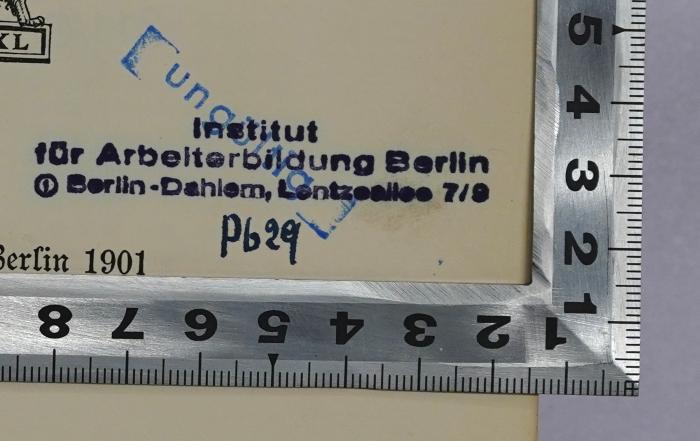 XL
[ungültig]
Institut
für Arbeiterbildung Berlin
① Berlin-Dahlem, Lentzeallee 7/9
Pb29
Berlin 1901
8 7 6 5 4 3 2 1
5
4
3
2
1